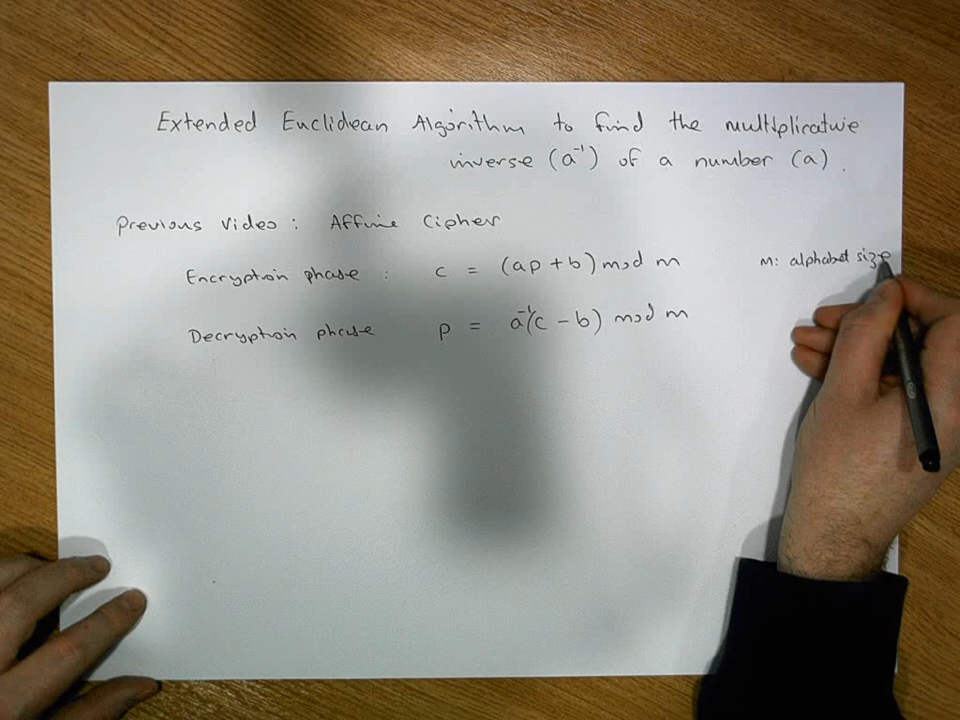 Extended Euclidean Algorithm to find the multiplicative
inverse (a⁻¹) of a number (a).
Previous Video : Affine Cipher
Encryption phase : c = (ap + b) mod m m: alphabet size
Decryption phase p = a⁻¹(c - b) mod m